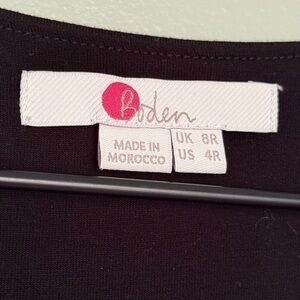 Boden
MADE IN
MOROCCO
UK 8R
US 4R